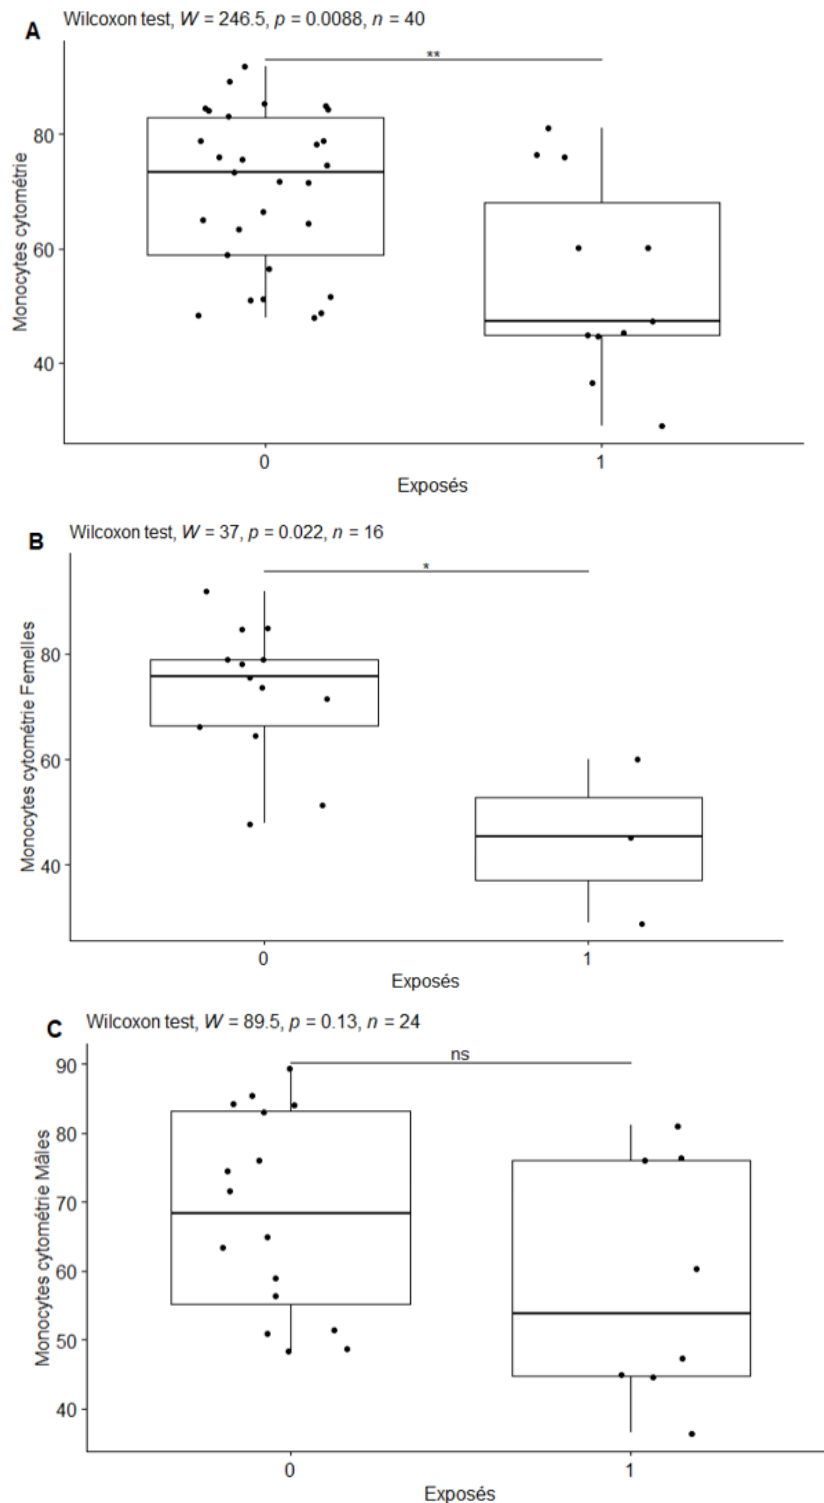 A
Wilcoxon test, W = 246.5, p = 0.0088, n = 40
**
80
60
40
Monocytes cytométrie
0 1
Exposés
B
Wilcoxon test, W = 37, p = 0.022, n = 16
*
80
60
40
Monocytes cytométrie Femelles
0 1
Exposés
C
Wilcoxon test, W = 89.5, p = 0.13, n = 24
ns
90
80
70
60
50
40
Monocytes cytométrie Mâles
0 1
Exposés